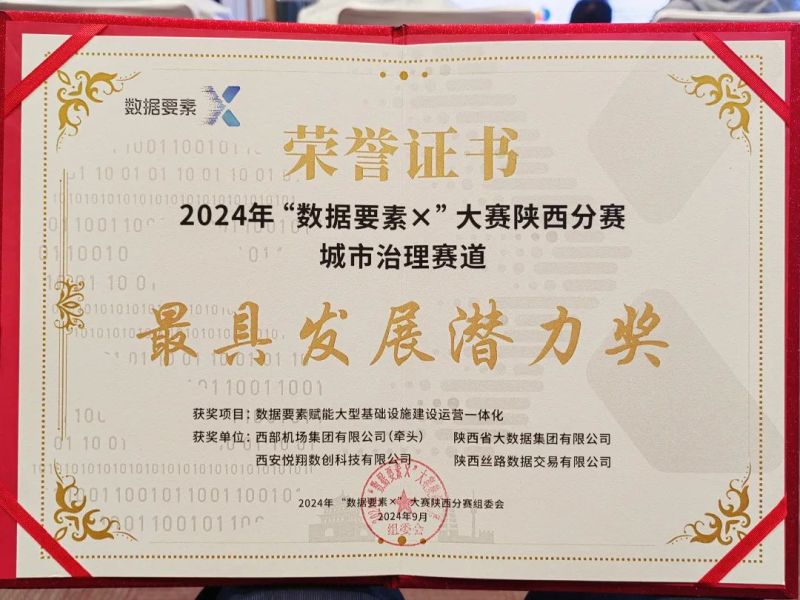 数据要素
荣誉证书
2024年“数据要素×”大赛陕西分赛
城市治理赛道
最具发展潜力奖
获奖项目：数据要素赋能大型基础设施建设运营一体化
获奖单位：西部机场集团有限公司（牵头） 陕西省大数据集团有限公司
西安悦翔数创科技有限公司 陕西丝路数据交易有限公司
2024年“数据要素×”大赛陕西分赛组委会
2024年9月
组委会